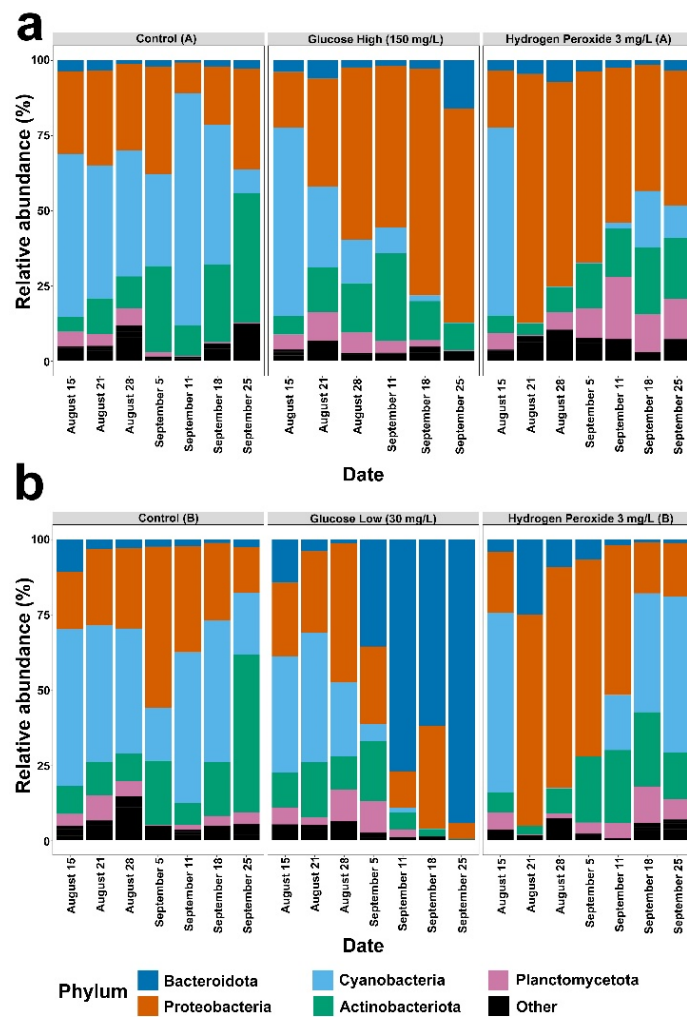 a
Control (A) Glucose High (150 mg/L) Hydrogen Peroxide 3 mg/L (A)
Relative abundance (%)
100
75
50
25
0
August 15 August 21 August 28 September 5 September 11 September 18 September 25 August 15 August 21 August 28 September 11 September 18 September 25 August 15 August 21 August 28 September 5 September 11 September 18 September 25
Date
b
Control (B) Glucose Low (30 mg/L) Hydrogen Peroxide 3 mg/L (B)
Relative abundance (%)
100
75
50
25
0
August 15 August 21 August 28 September 5 September 11 September 18 September 25 August 15 August 21 August 28 September 5 September 11 September 18 September 25 August 15 August 21 August 28 September 5 September 11 September 18 September 25
Date
Phylum
Bacteroidota Cyanobacteria Planctomycetota
Proteobacteria Actinobacteriota Other